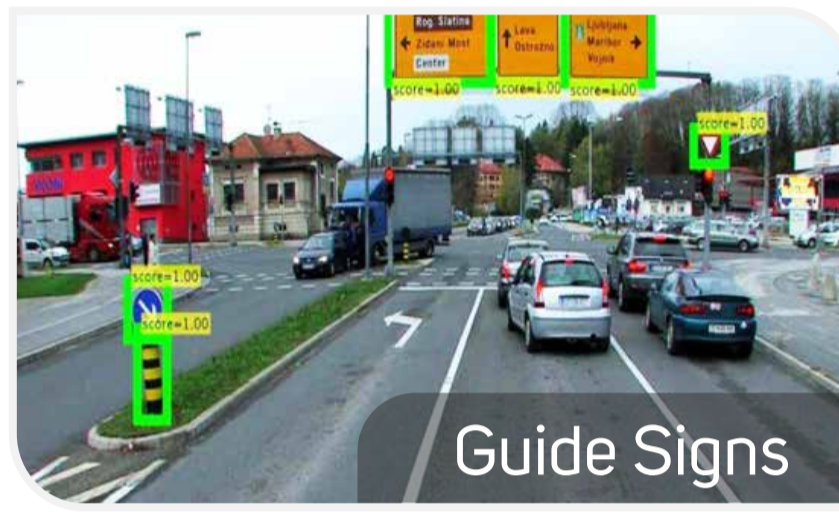 Rog. Slatina
Zidani Most
Center
Lava
Ostrožno
Ljubljana
Maribor
Vojnik
score=1.00
score=1.00
score=1.00
score=1.00
score=1.00
score=1.00
Guide Signs